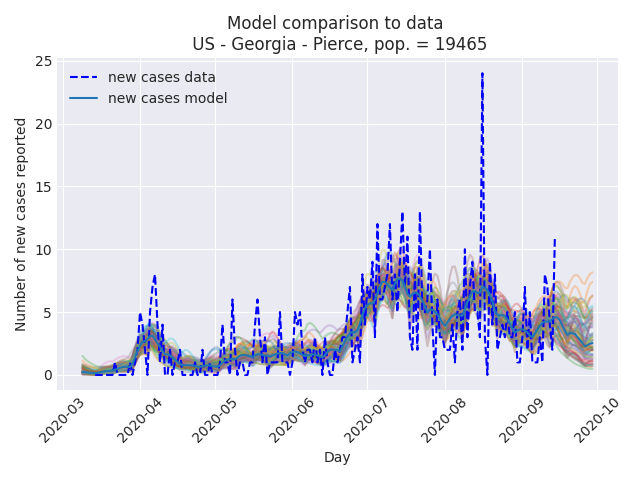 Model comparison to data
US - Georgia - Pierce, pop. = 19465
new cases data
new cases model
Number of new cases reported
25
20
15
10
5
0
2020-03
2020-04
2020-05
2020-06
2020-07
2020-08
2020-09
2020-10
Day